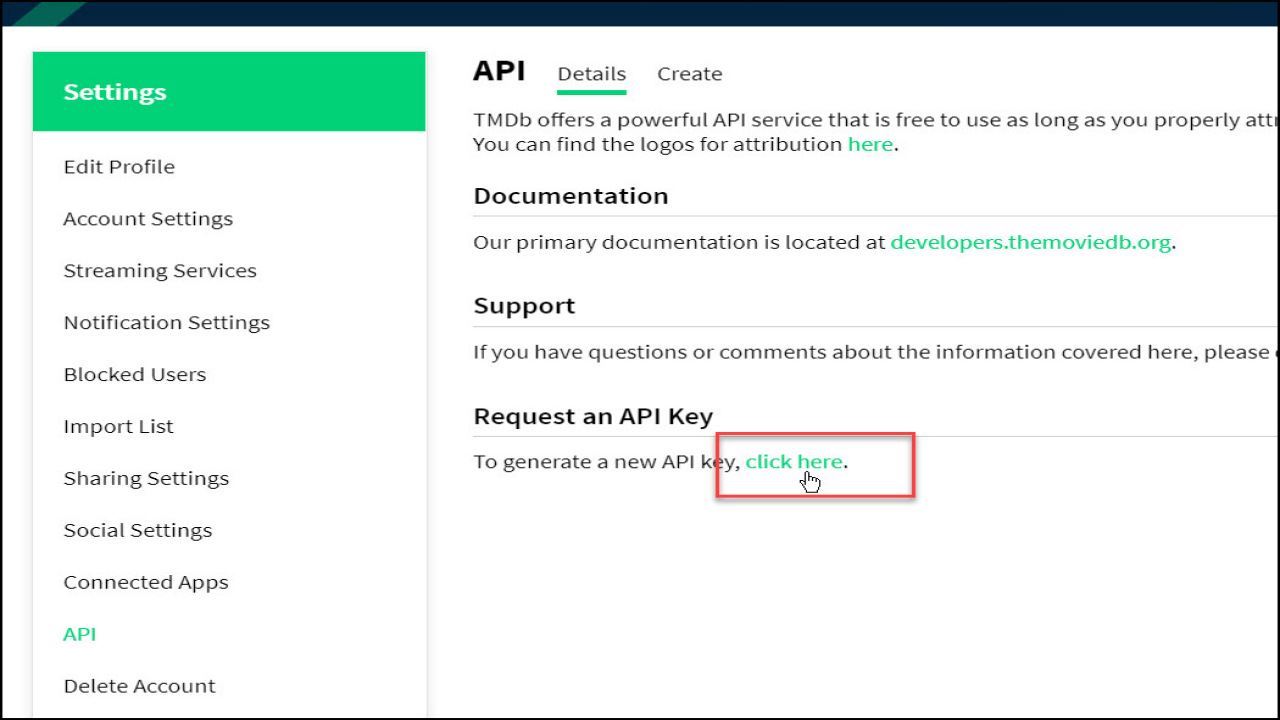 Settings
Edit Profile
Account Settings
Streaming Services
Notification Settings
Blocked Users
Import List
Sharing Settings
Social Settings
Connected Apps
API
Delete Account
API Details Create
TMDb offers a powerful API service that is free to use as long as you properly
You can find the logos for attribution here.
Documentation
Our primary documentation is located at developers.themoviedb.org.
Support
If you have questions or comments about the information covered here, please
Request an API Key
To generate a new API key, click here.